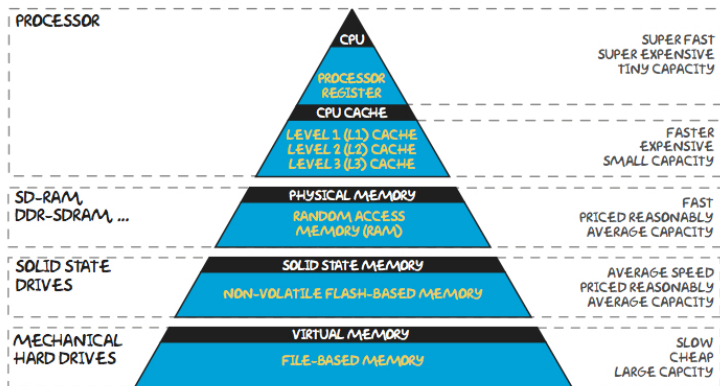 PROCESSOR
CPU
SUPER FAST
SUPER EXPENSIVE
TINY CAPACITY
PROCESSOR
REGISTER
CPU CACHE
LEVEL 1 (L1) CACHE
LEVEL 2 (L2) CACHE
LEVEL 3 (L3) CACHE
FASTER
EXPENSIVE
SMALL CAPACITY
SD-RAM,
DDR-SDRAM, ...
PHYSICAL MEMORY
RANDOM ACCESS
MEMORY (RAM)
FAST
PRICED REASONABLY
AVERAGE CAPACITY
SOLID STATE
DRIVES
SOLID STATE MEMORY
NON-VOLATILE FLASH-BASED MEMORY
AVERAGE SPEED
PRICED REASONABLY
AVERAGE CAPACITY
MECHANICAL
HARD DRIVES
VIRTUAL MEMORY
FILE-BASED MEMORY
SLOW
CHEAP
LARGE CAPCITY